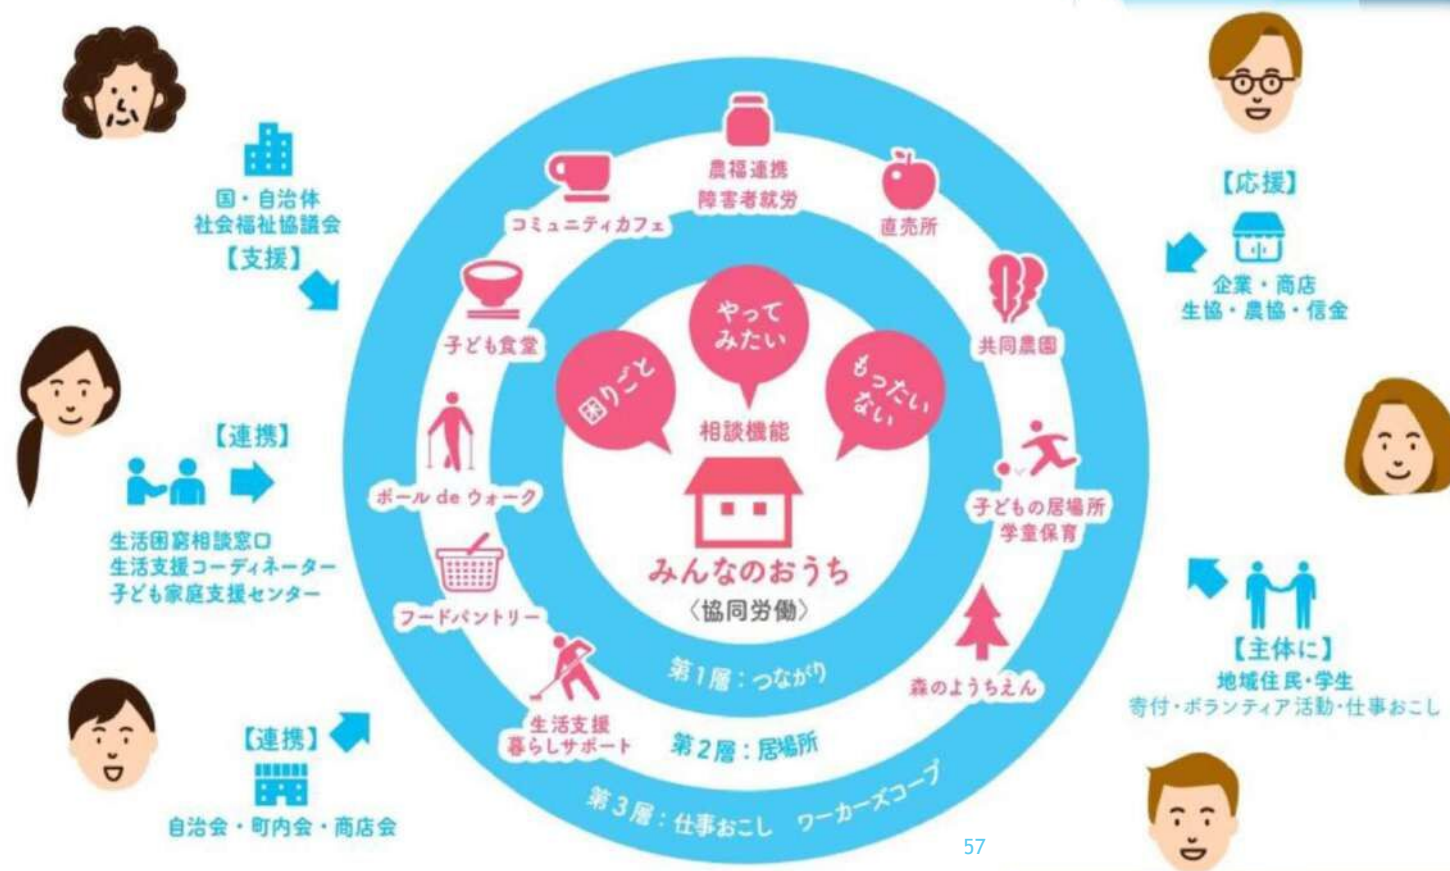 国・自治体
社会福祉協議会
【支援】
【連携】
生活困窮相談窓口
生活支援コーディネーター
子ども家庭支援センター
【連携】
自治会・町内会・商店会
農福連携
障害者就労
コミュニティカフェ
直売所
子ども食堂
共同農園
ポール de ウォーク
子どもの居場所
学童保育
フードパントリー
森のようちえん
生活支援
暮らしサポート
やって
みたい
困りごと
もったい
ない
相談機能
みんなのおうち
〈協同労働〉
第1層：つながり
第2層：居場所
第3層：仕事おこし ワーカーズコープ
【応援】
企業・商店
生協・農協・信金
【主体に】
地域住民・学生
寄付・ボランティア活動・仕事おこし
57